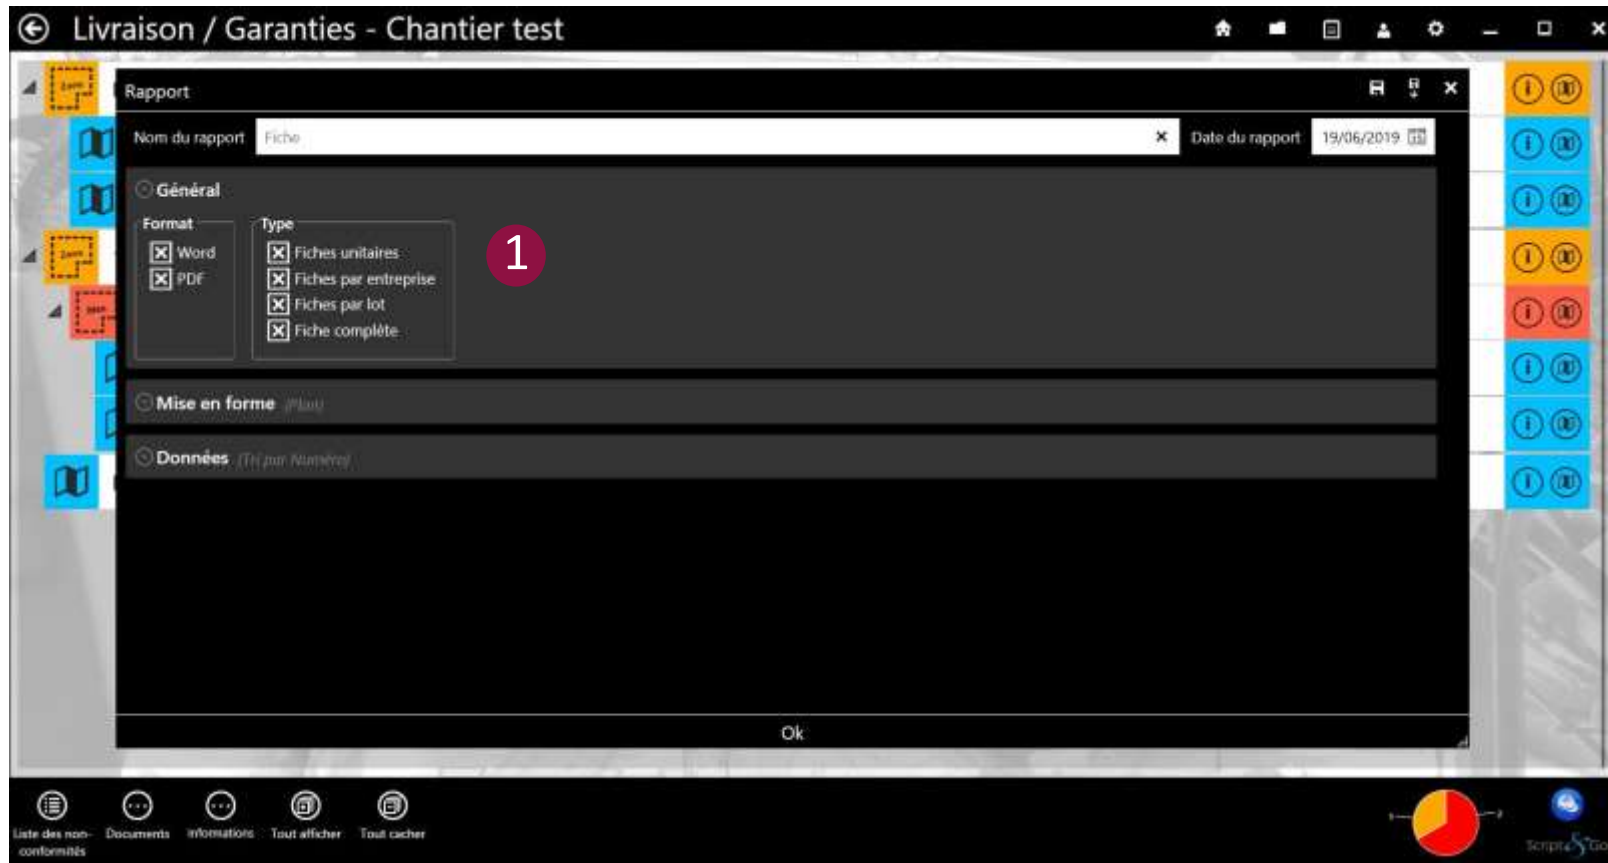 Livraison / Garanties - Chantier test
Rapport
Nom du rapport Fiche Date du rapport 19/06/2019
Général
Format Type
Word Fiches unitaires
PDF Fiches par entreprise
Fiches par lot
Fiche complète
1
Mise en forme (Plan)
Données (Tri par Numéro)
Ok
Liste des non-conformités Documents Informations Tout afficher Tout cacher
Script&Go